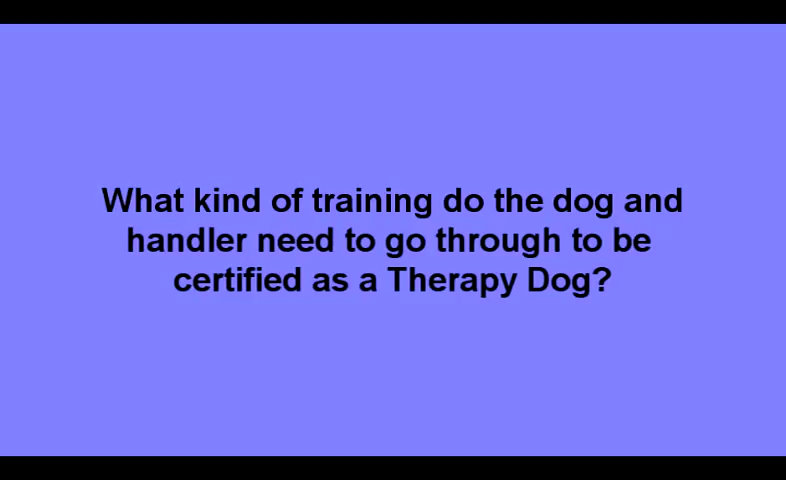 What kind of training do the dog and
handler need to go through to be
certified as a Therapy Dog?